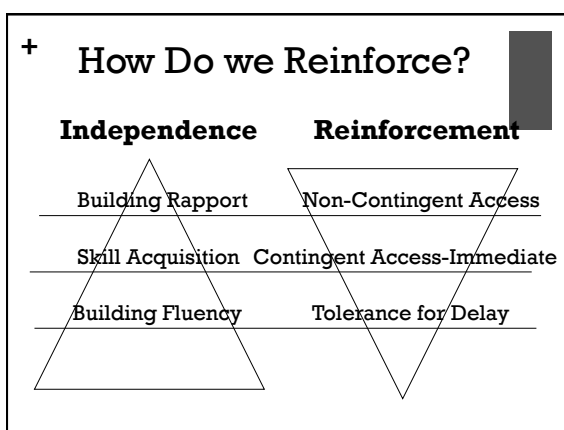 +
How Do we Reinforce?
Independence Reinforcement
Building Rapport Non-Contingent Access
Skill Acquisition Contingent Access-Immediate
Building Fluency Tolerance for Delay